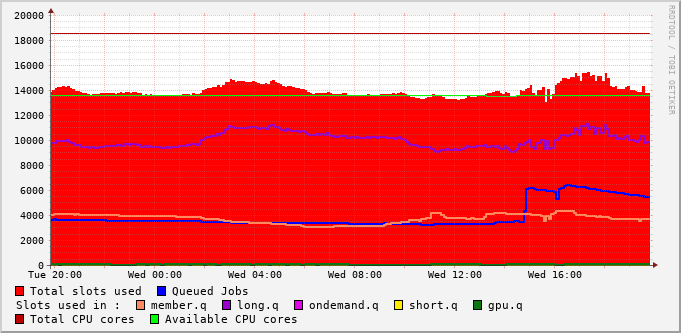 20000
18000
16000
14000
12000
10000
8000
6000
4000
2000
0
Tue 20:00 Wed 00:00 Wed 04:00 Wed 08:00 Wed 12:00 Wed 16:00
Total slots used Queued Jobs
Slots used in : member.q long.q ondemand.q short.q gpu.q
Total CPU cores Available CPU cores
RRDTOOL / TOBI OETIKER